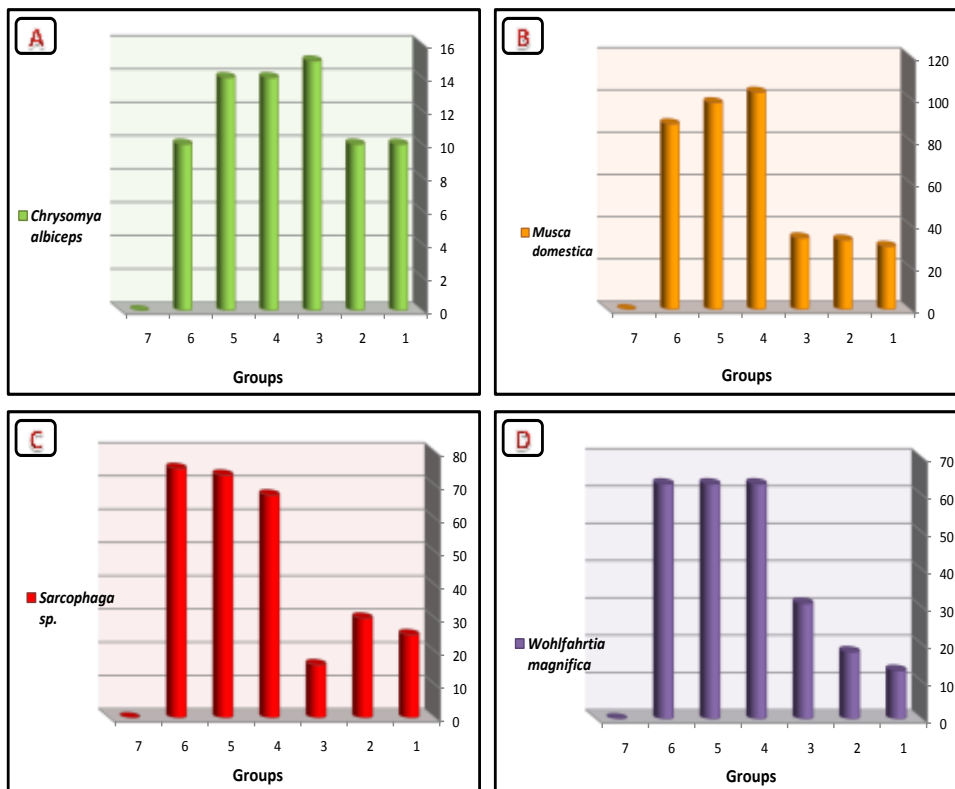 A
16
14
12
10
8
6
4
2
0
Chrysomya
albiceps
7 6 5 4 3 2 1
Groups
B
120
100
80
60
40
20
0
Musca
domestica
7 6 5 4 3 2 1
Groups
C
80
70
60
50
40
30
20
10
0
Sarcophaga
sp.
7 6 5 4 3 2 1
Groups
D
70
60
50
40
30
20
10
0
Wohlfahrtia
magnifica
7 6 5 4 3 2 1
Groups